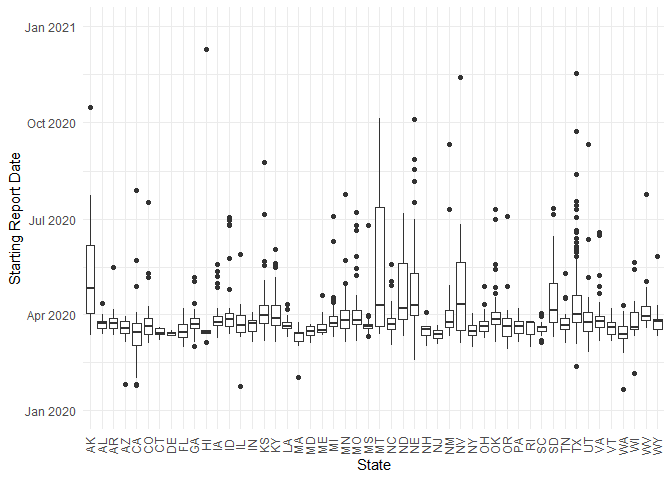 Jan 2021
Oct 2020
Jul 2020
Apr 2020
Jan 2020
Starting Report Date
AK AL AR AZ CA CO CT DE FL GA HI IA ID IL IN KS KY LA MA MD ME MI MN MO MS MT NC ND NE NH NJ NM NV NY OH OK OR PA RI SC SD TN TX UT VA VT WA WI WV WY
State